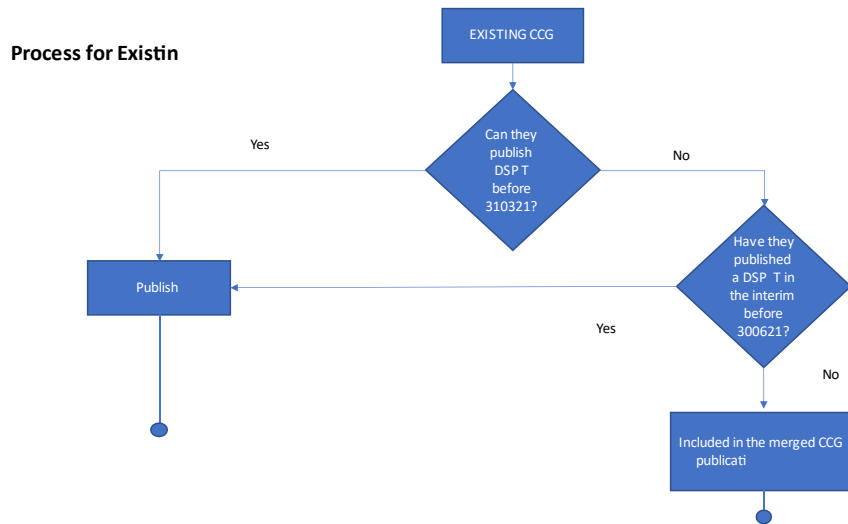 EXISTING CCG
Process for Existin
Can they
publish
DSP T
before
310321?
Yes
No
Have they
published
a DSP T in
the interim
before
300621?
Publish
Yes
No
Included in the merged CCG
publicati